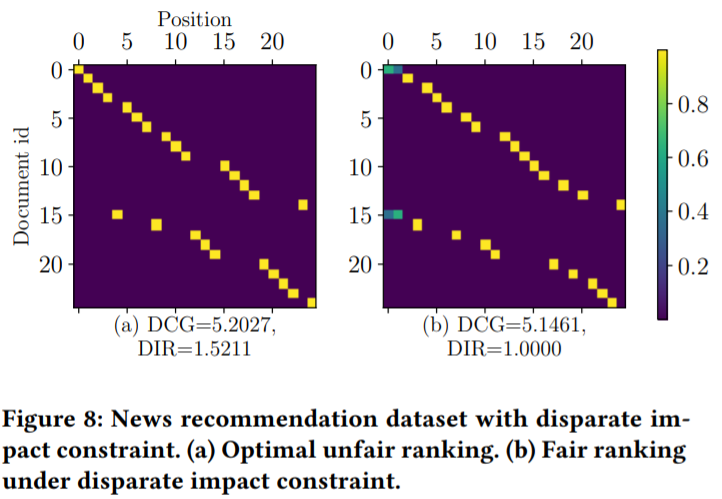 Position
0 5 10 15 20
0 5 10 15 20
Document id
0
5
10
15
20
0
5
10
15
20
0.8
0.6
0.4
0.2
(a) DCG=5.2027,
DIR=1.5211
(b) DCG=5.1461,
DIR=1.0000
Figure 8: News recommendation dataset with disparate im-
pact constraint. (a) Optimal unfair ranking. (b) Fair ranking
under disparate impact constraint.